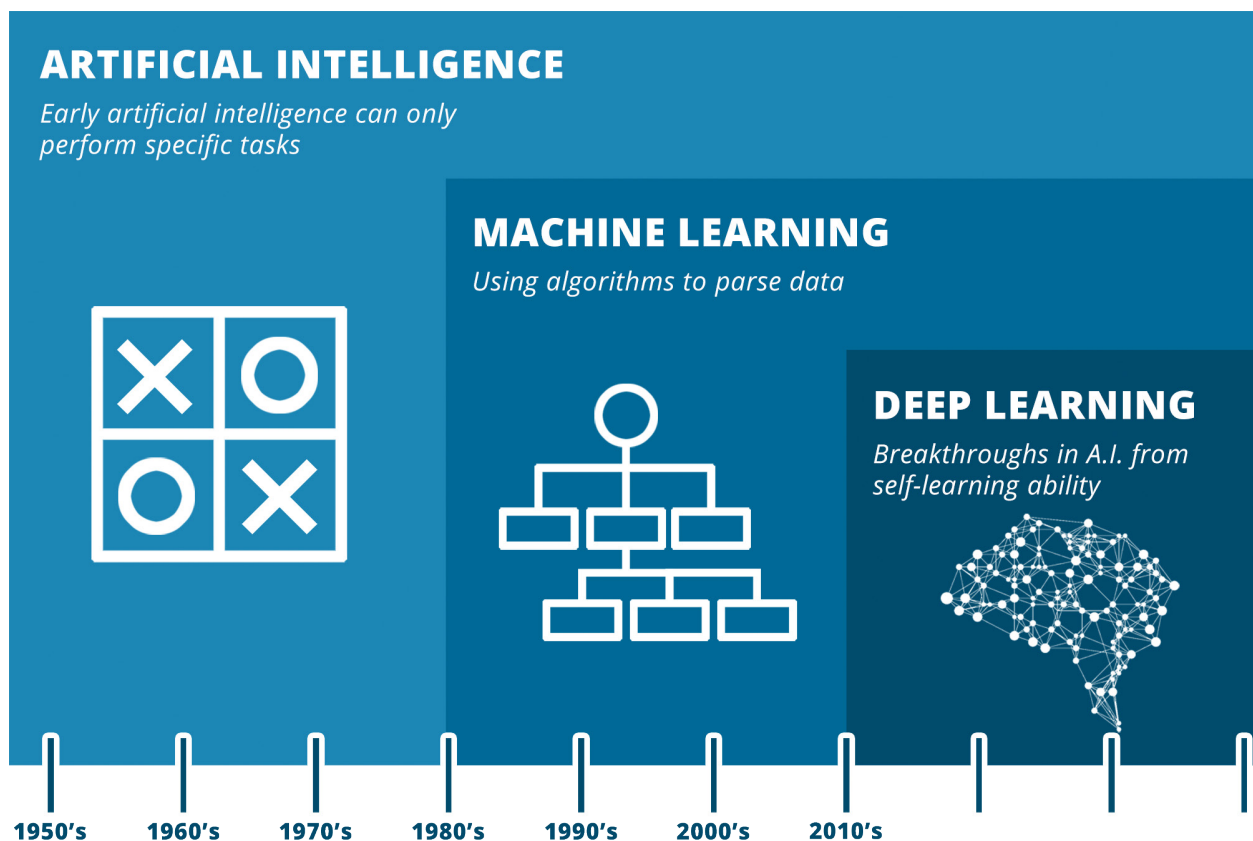 ARTIFICIAL INTELLIGENCE
Early artificial intelligence can only
perform specific tasks
MACHINE LEARNING
Using algorithms to parse data
DEEP LEARNING
Breakthroughs in A.I. from
self-learning ability
1950's 1960's 1970's 1980's 1990's 2000's 2010's